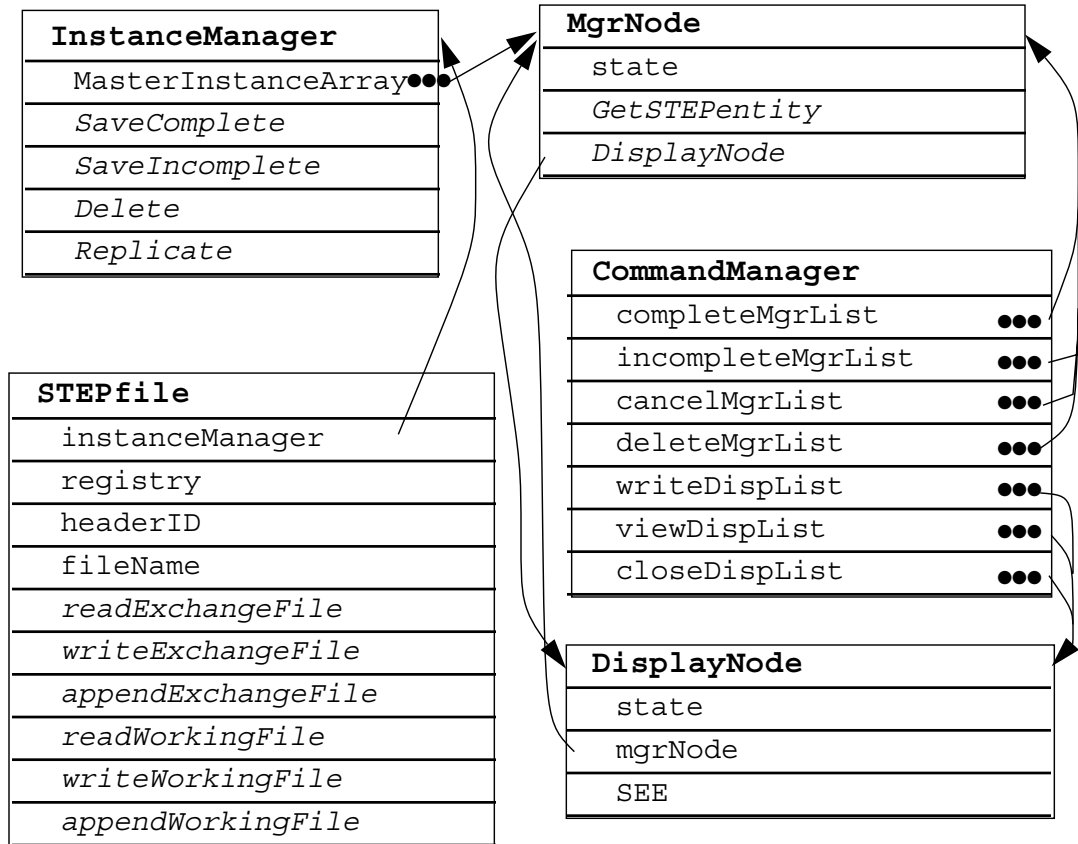 InstanceManager
MasterInstanceArray
SaveComplete
SaveIncomplete
Delete
Replicate
MgrNode
state
GetSTEPentity
DisplayNode
CommandManager
completeMgrList
incompleteMgrList
cancelMgrList
deleteMgrList
writeDispList
viewDispList
closeDispList
STEPfile
instanceManager
registry
headerID
fileName
readExchangeFile
writeExchangeFile
appendExchangeFile
readWorkingFile
writeWorkingFile
appendWorkingFile
DisplayNode
state
mgrNode
SEE